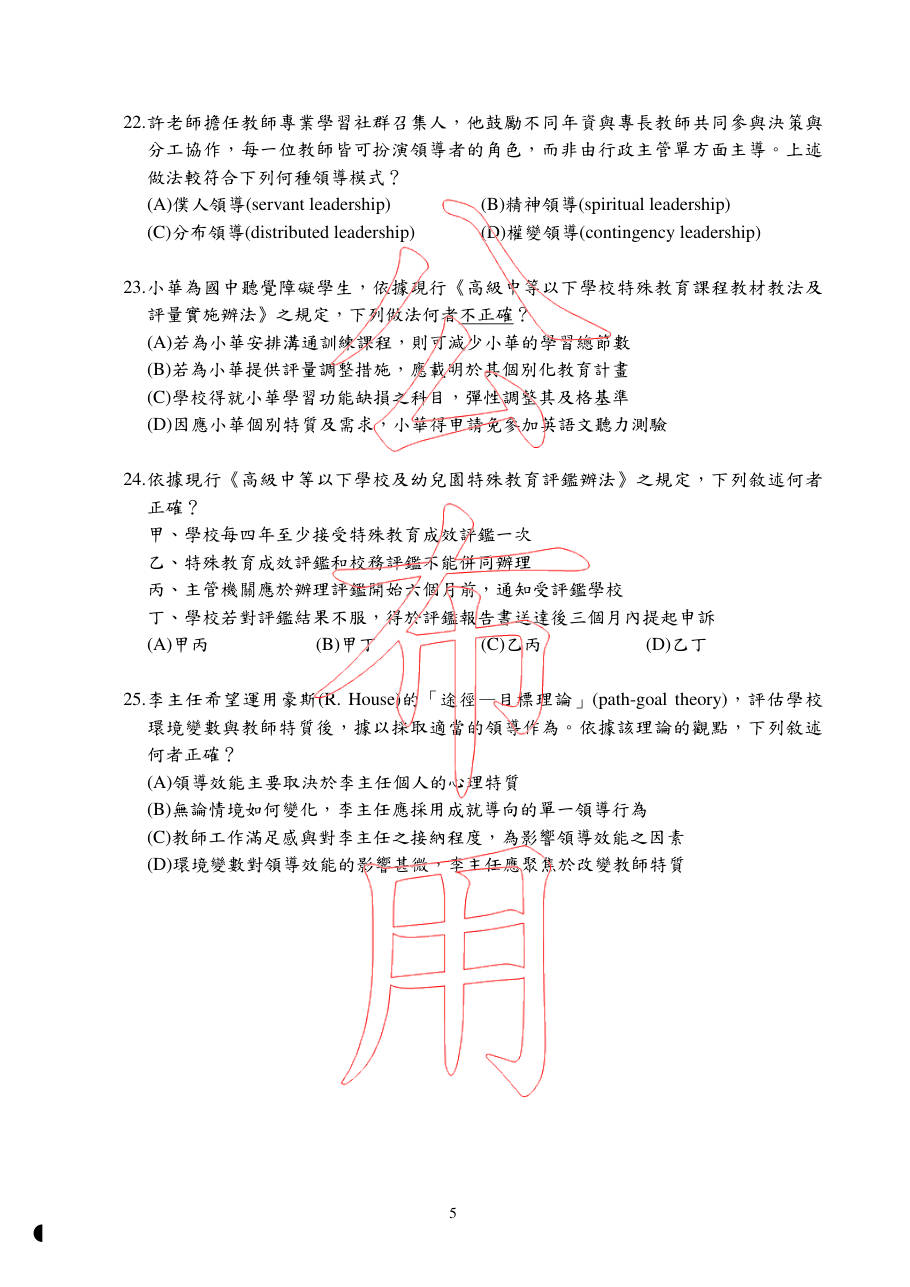 22.許老師擔任教師專業學習社群召集人，他鼓勵不同年資與專長教師共同參與決策與
分工協作，每一位教師皆可扮演領導者的角色，而非由行政主管單方面主導。上述
做法較符合下列何種領導模式？
(A)僕人領導(servant leadership) (B)精神領導(spiritual leadership)
(C)分布領導(distributed leadership) (D)權變領導(contingency leadership)
23.小華為國中聽覺障礙學生，依據現行《高級中等以下學校特殊教育課程教材教法及
評量實施辦法》之規定，下列做法何者不正確？
(A)若為小華安排溝通訓練課程，則可減少小華的學習總節數
(B)若為小華提供評量調整措施，應載明於其個別化教育計畫
(C)學校得就小華學習功能缺損之科目，彈性調整其及格基準
(D)因應小華個別特質及需求，小華得申請免參加英語文聽力測驗
24.依據現行《高級中等以下學校及幼兒園特殊教育評鑑辦法》之規定，下列敘述何者
正確？
甲、學校每四年至少接受特殊教育成效評鑑一次
乙、特殊教育成效評鑑和校務評鑑不能併同辦理
丙、主管機關應於辦理評鑑開始六個月前，通知受評鑑學校
丁、學校若對評鑑結果不服，得於評鑑報告書送達後三個月內提起申訴
(A)甲丙 (B)甲丁 (C)乙丙 (D)乙丁
25.李主任希望運用豪斯(R. House)的「途徑—目標理論」(path-goal theory)，評估學校
環境變數與教師特質後，據以採取適當的領導作為。依據該理論的觀點，下列敘述
何者正確？
(A)領導效能主要取決於李主任個人的心理特質
(B)無論情境如何變化，李主任應採用成就導向的單一領導行為
(C)教師工作滿足感與對李主任之接納程度，為影響領導效能之因素
(D)環境變數對領導效能的影響甚微，李主任應聚焦於改變教師特質
公布用
5